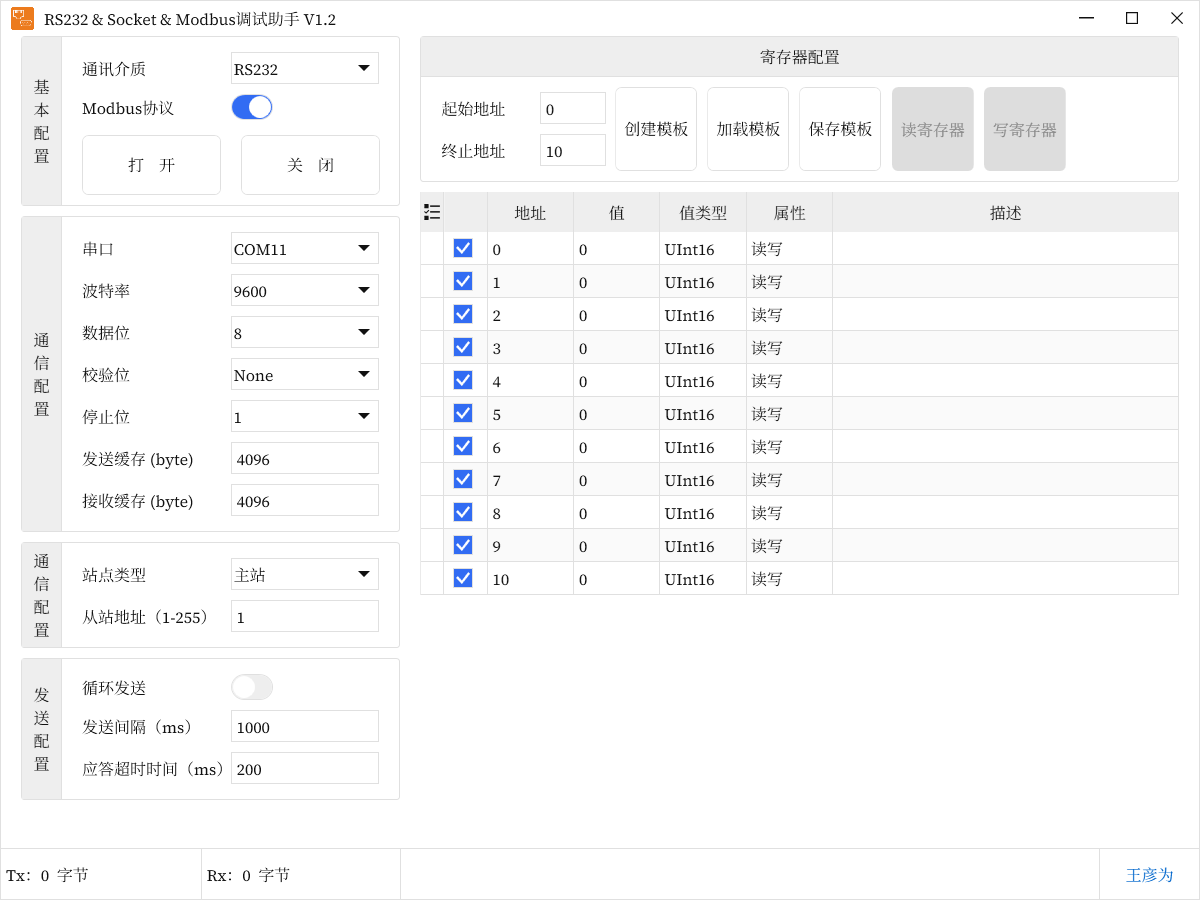 RS232 & Socket & Modbus调试助手 V1.2
基本配置
通讯介质 RS232
Modbus协议
打 开 关 闭
通信配置
串口 COM11
波特率 9600
数据位 8
校验位 None
停止位 1
发送缓存 (byte) 4096
接收缓存 (byte) 4096
通信配置
站点类型 主站
从站地址（1-255） 1
发送配置
循环发送
发送间隔（ms） 1000
应答超时时间（ms） 200
寄存器配置
起始地址 0
终止地址 10
创建模板 加载模板 保存模板 读寄存器 写寄存器
地址 值 值类型 属性 描述
0 0 UInt16 读写
1 0 UInt16 读写
2 0 UInt16 读写
3 0 UInt16 读写
4 0 UInt16 读写
5 0 UInt16 读写
6 0 UInt16 读写
7 0 UInt16 读写
8 0 UInt16 读写
9 0 UInt16 读写
10 0 UInt16 读写
Tx: 0 字节 Rx: 0 字节 王彦为